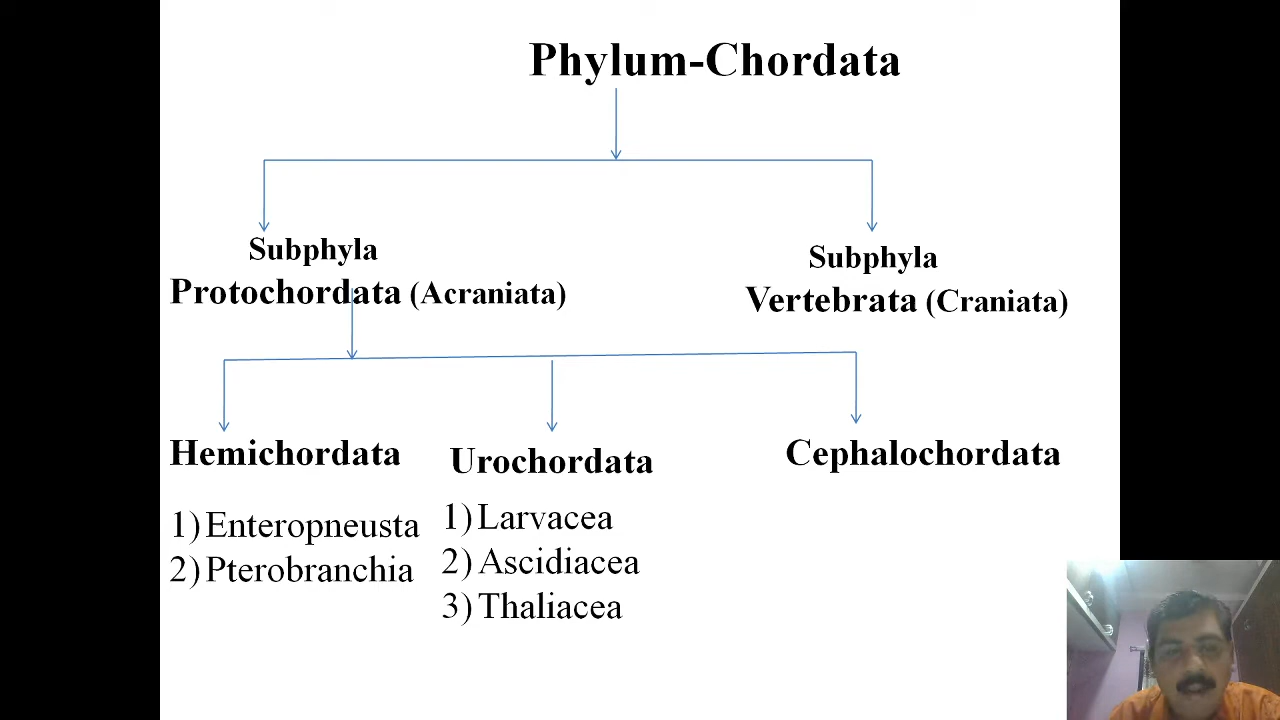 Phylum-Chordata
Subphyla
Protochordata (Acraniata)
Subphyla
Vertebrata (Craniata)
Hemichordata
1) Enteropneusta
2) Pterobranchia
Urochordata
1) Larvacea
2) Ascidiacea
3) Thaliacea
Cephalochordata